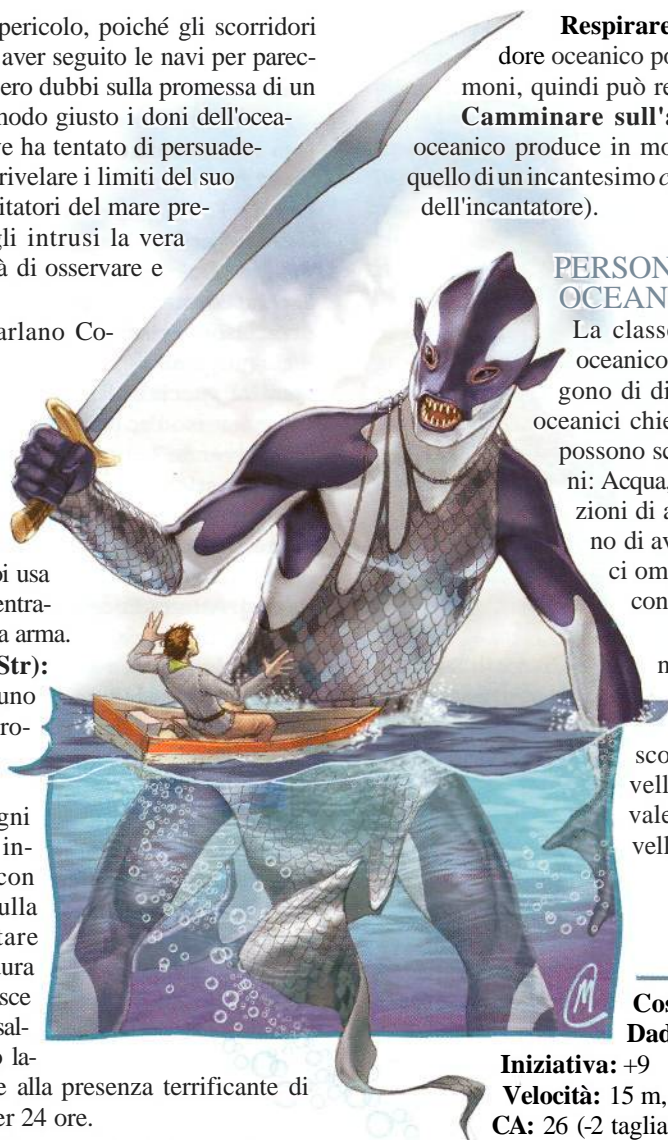 pericolo, poiché gli scorridori
aver seguito le navi per parec-
ero dubbi sulla promessa di un
nodo giusto i doni dell'ocea-
ve ha tentato di persuade-
rivelare i limiti del suo
itatori del mare pre-
gli intrusi la vera
à di osservare e
arlano Co-
pi usa
entra-
a arma.
Str):
uno
ro-
gni
in-
con
ulla
tare
ura
sce
sal-
o la-
e alla presenza terrificante di
er 24 ore.
Respirare
dore oceanico po
moni, quindi può re
Camminare sull'a
oceanico produce in mo
quello di un incantesimo c
dell'incantatore).
PERSON
OCEAN
La class
oceanico
gono di di
oceanici chie
possono sc
ni: Acqua,
zioni di a
no di av
ci om
con
n
sco
vell
vale
vell
Cos
Dad
Iniziativa: +9
Velocità: 15 m,
CA: 26 (-2 taglia